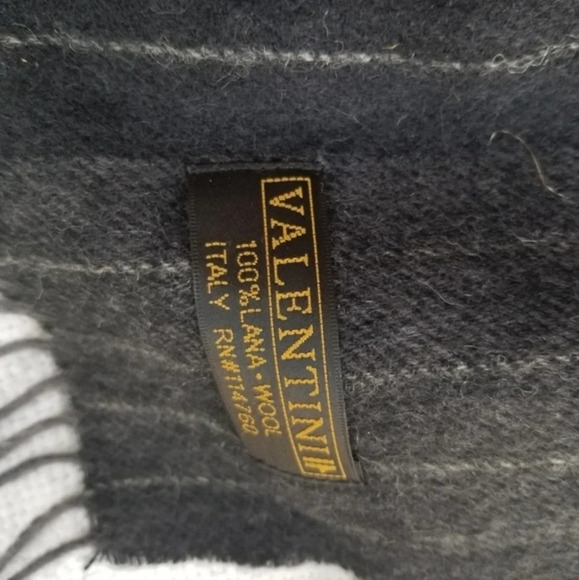 VALENTINI
100% LANA • WOOL
ITALY RN#114760